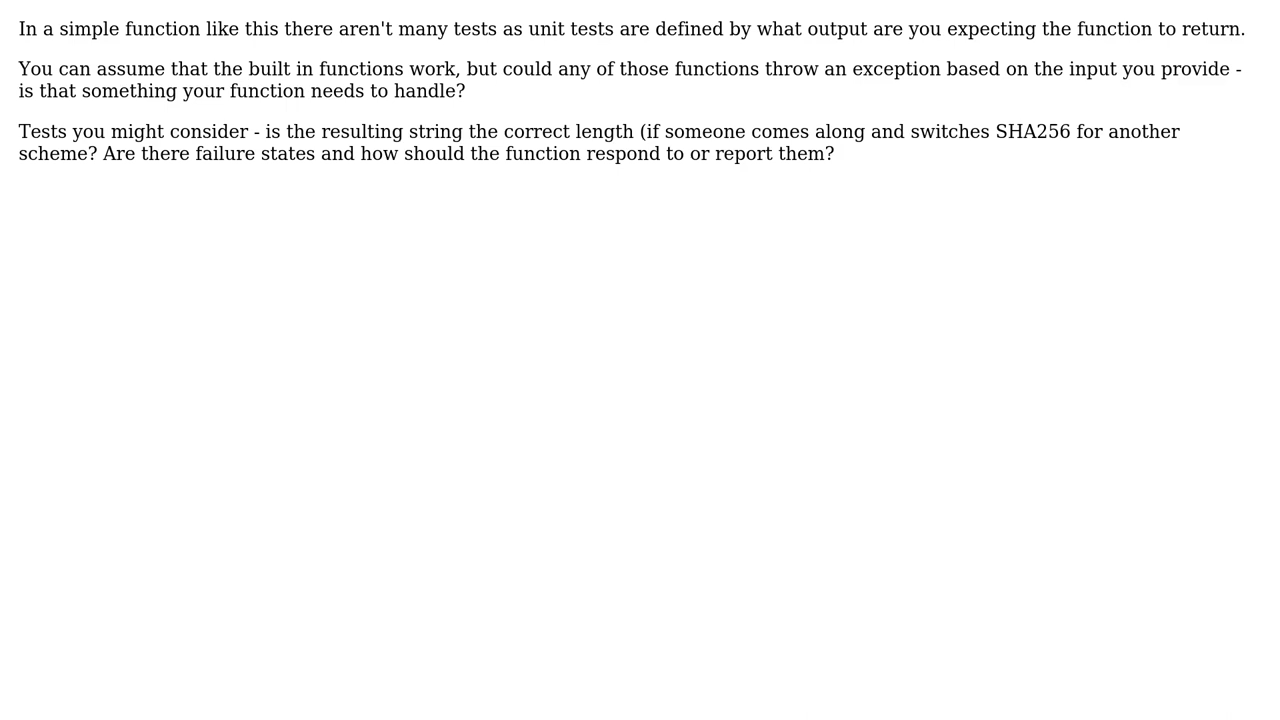 In a simple function like this there aren't many tests as unit tests are defined by what output are you expecting the function to return.
You can assume that the built in functions work, but could any of those functions throw an exception based on the input you provide -
is that something your function needs to handle?
Tests you might consider - is the resulting string the correct length (if someone comes along and switches SHA256 for another
scheme? Are there failure states and how should the function respond to or report them?